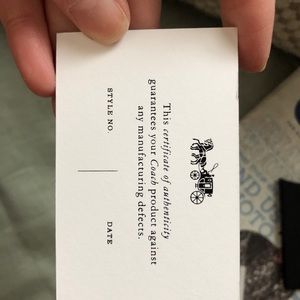 This certificate of authenticity
guarantees your Coach product against
any manufacturing defects.
STYLE NO. DATE